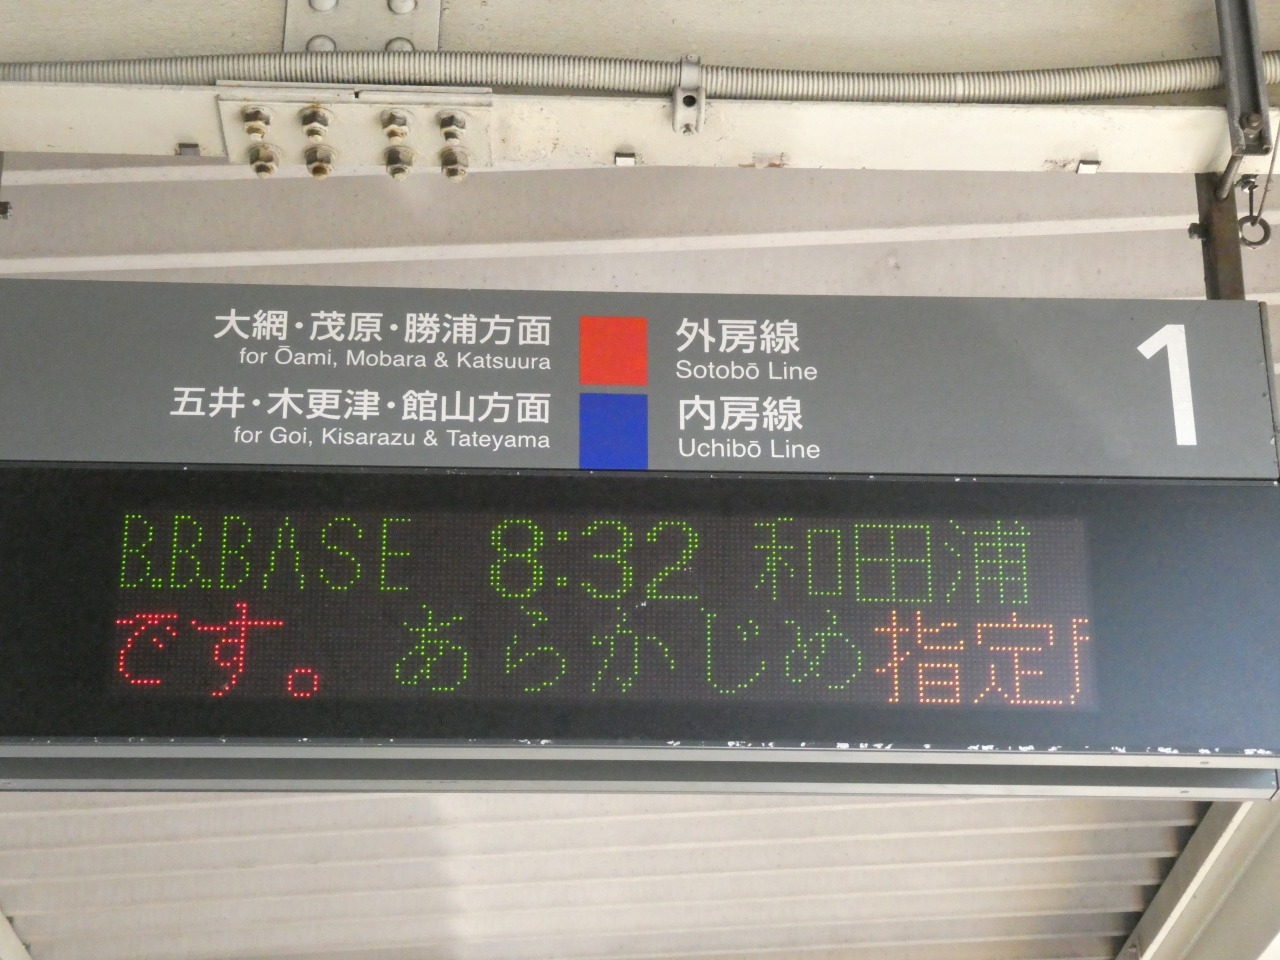 大網・茂原・勝浦方面
for Ōami, Mobara & Katsuura
外房線
Sotobō Line
五井・木更津・館山方面
for Goi, Kisarazu & Tateyama
内房線
Uchibō Line
1
B.B.BASE 8:32 和田浦
です。 あらかじめ指定